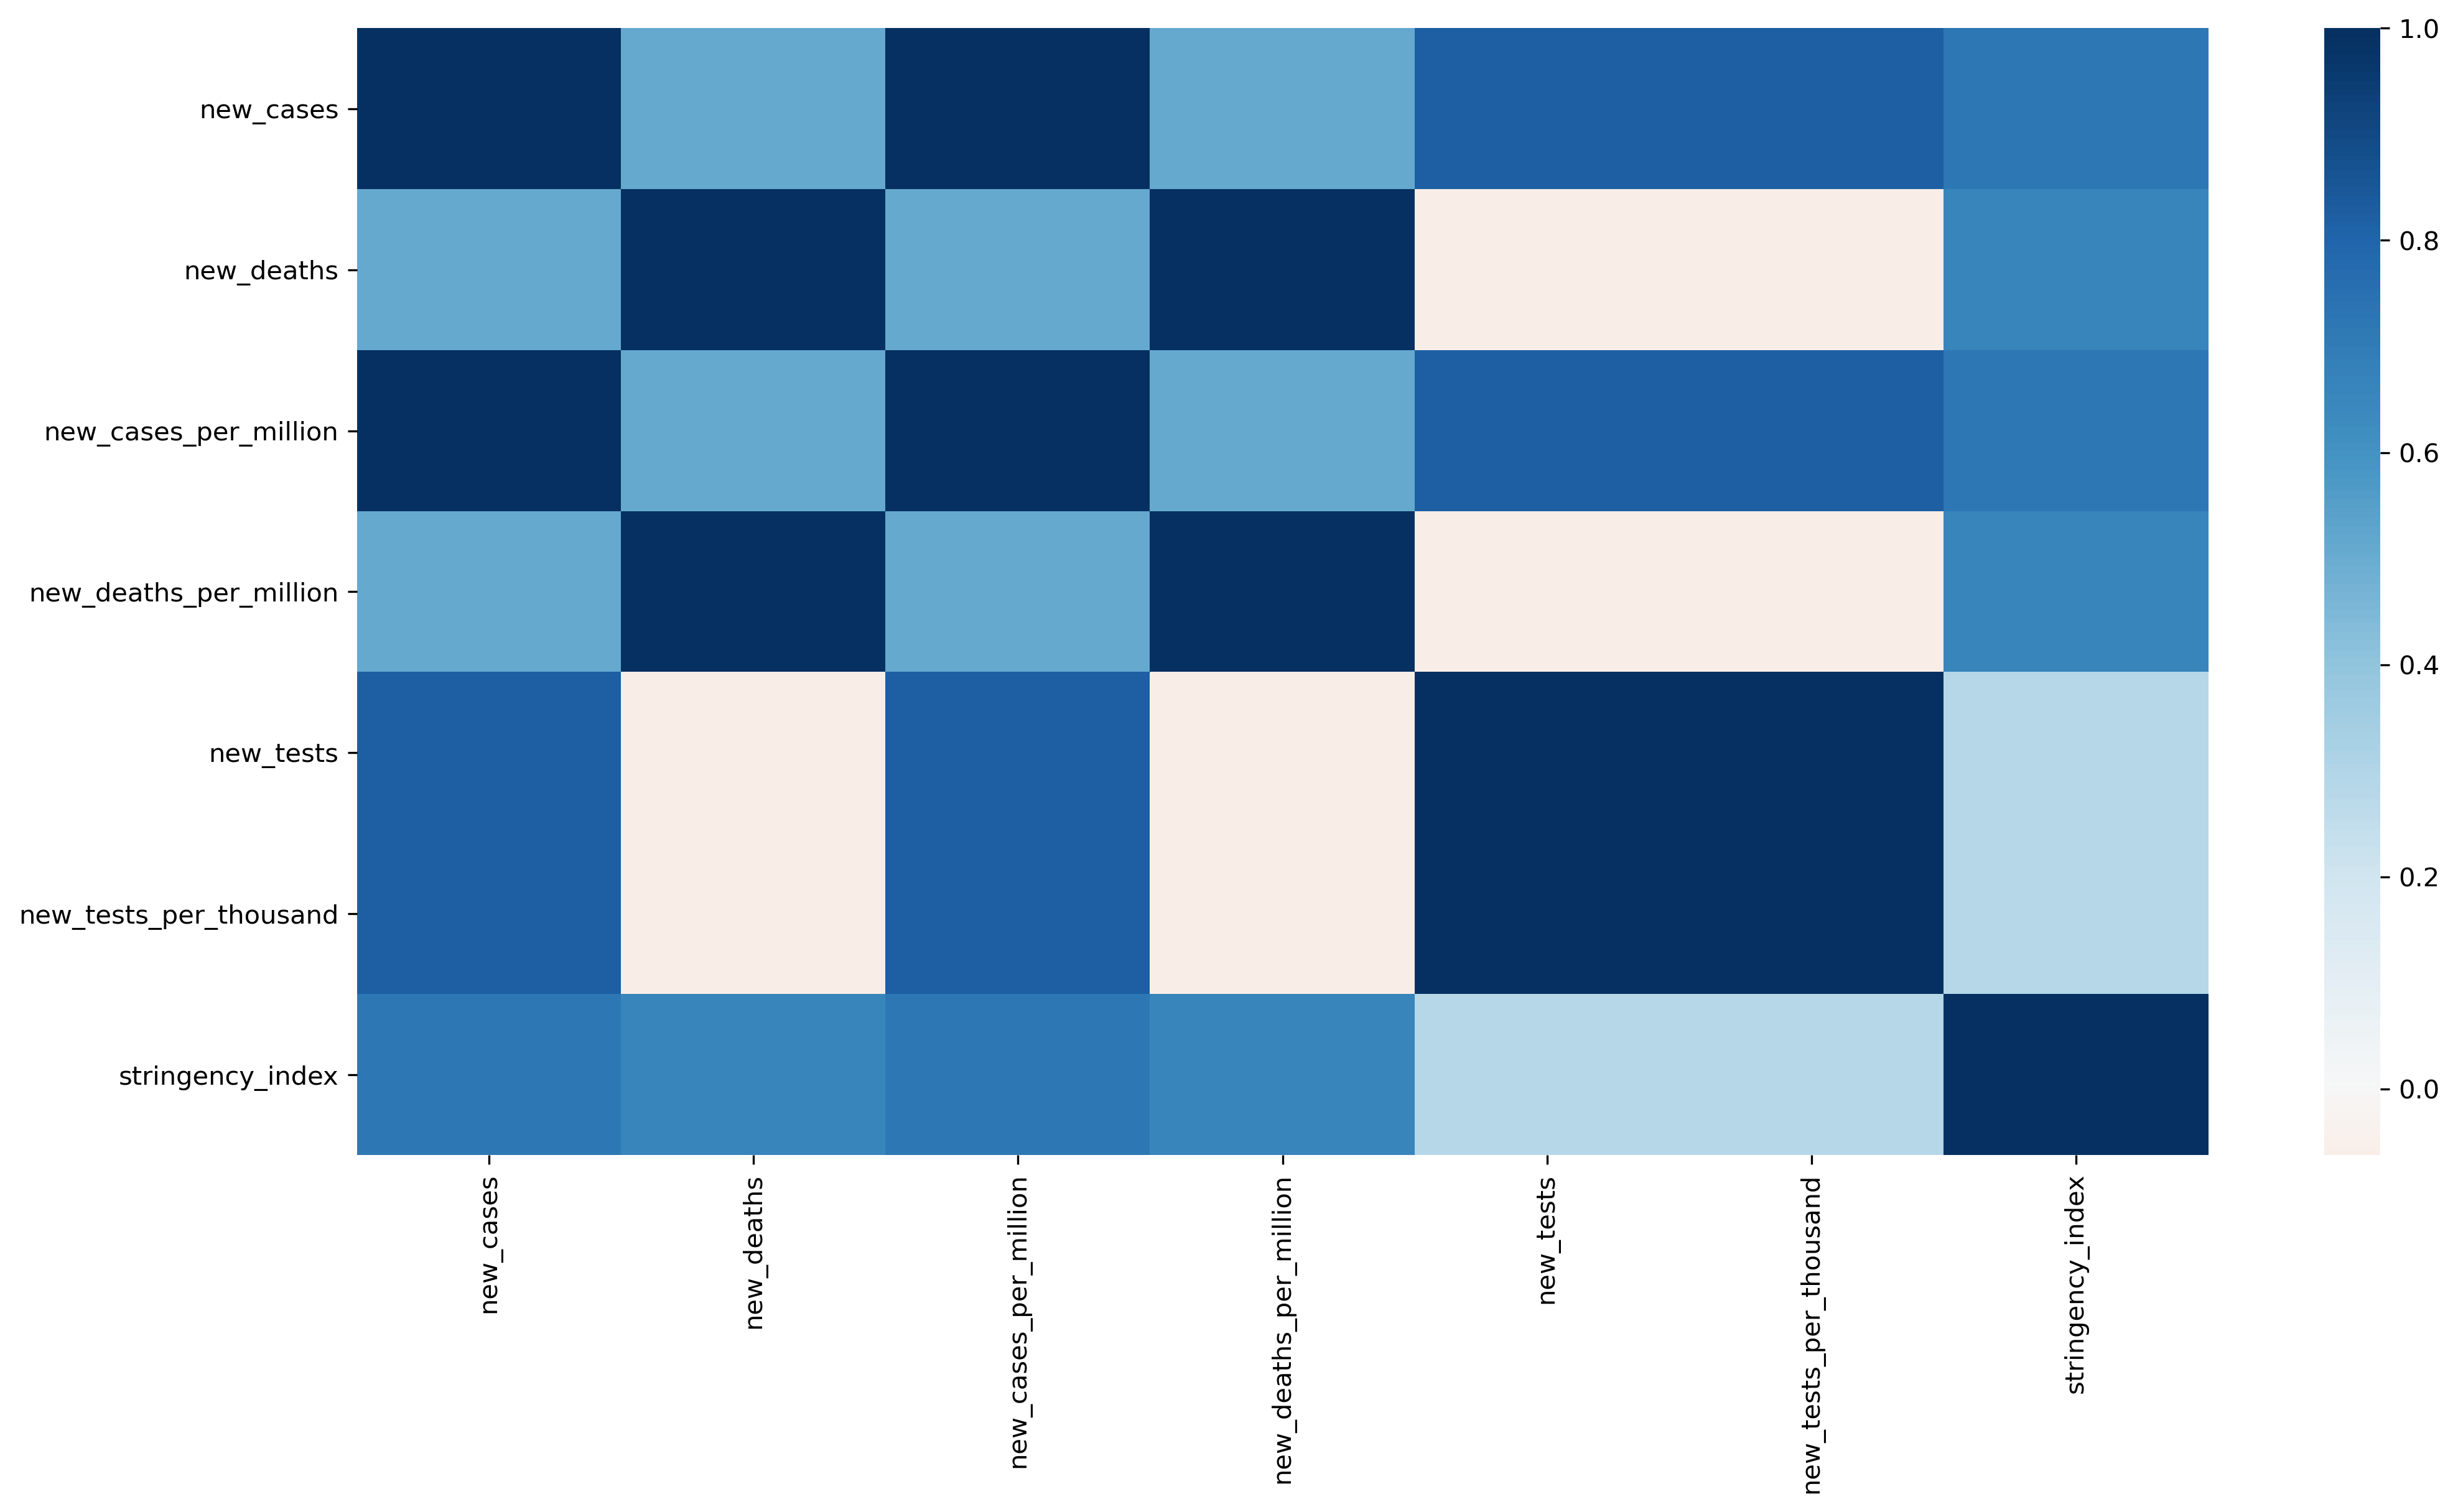 new_cases
new_deaths
new_cases_per_million
new_deaths_per_million
new_tests
new_tests_per_thousand
stringency_index
new_cases
new_deaths
new_cases_per_million
new_deaths_per_million
new_tests
new_tests_per_thousand
stringency_index
1.0
0.8
0.6
0.4
0.2
0.0